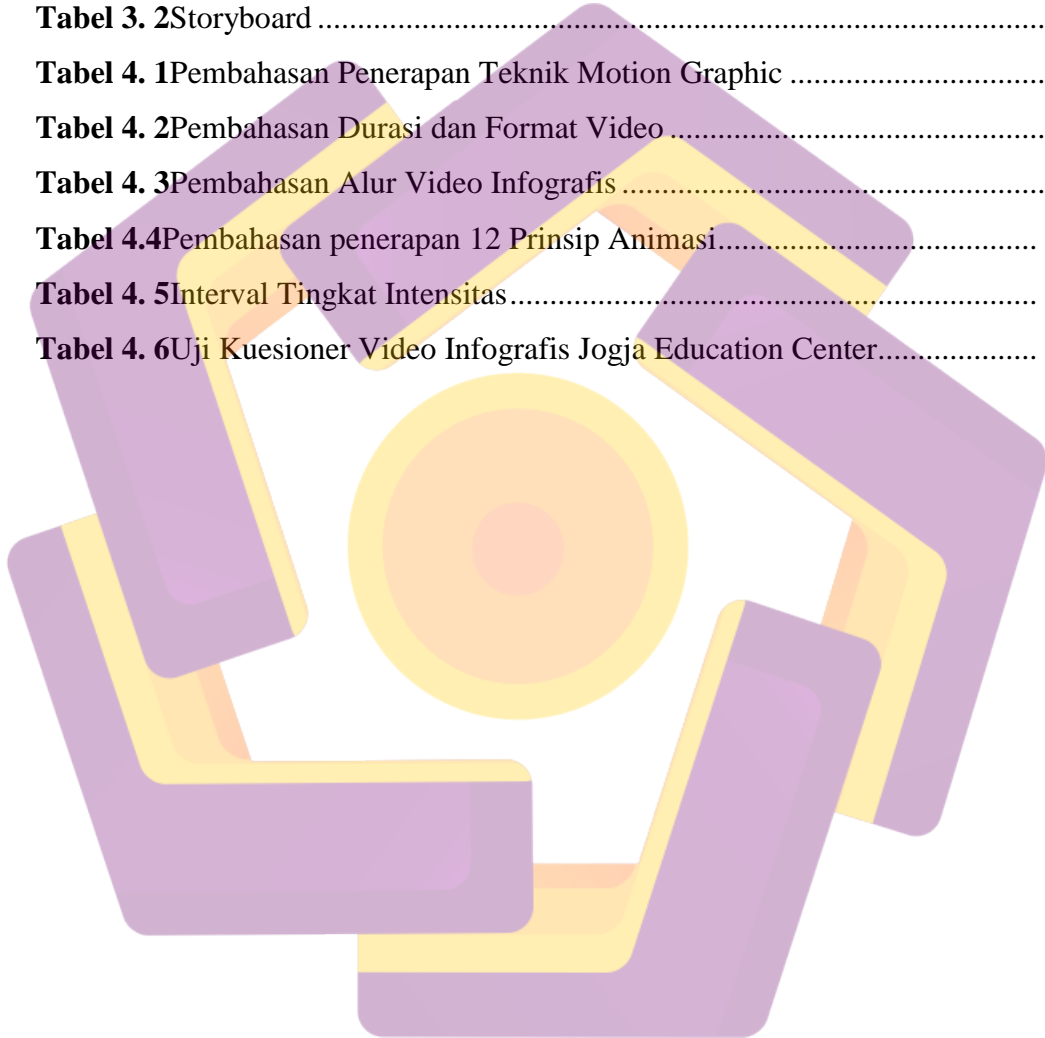 Tabel 3. 2Storyboard ...........................................................................................
Tabel 4. 1Pembahasan Penerapan Teknik Motion Graphic ................................
Tabel 4. 2Pembahasan Durasi dan Format Video ...............................................
Tabel 4. 3Pembahasan Alur Video Infografis .....................................................
Tabel 4.4Pembahasan penerapan 12 Prinsip Animasi........................................
Tabel 4. 5Interval Tingkat Intensitas ..................................................................
Tabel 4. 6Uji Kuesioner Video Infografis Jogja Education Center....................